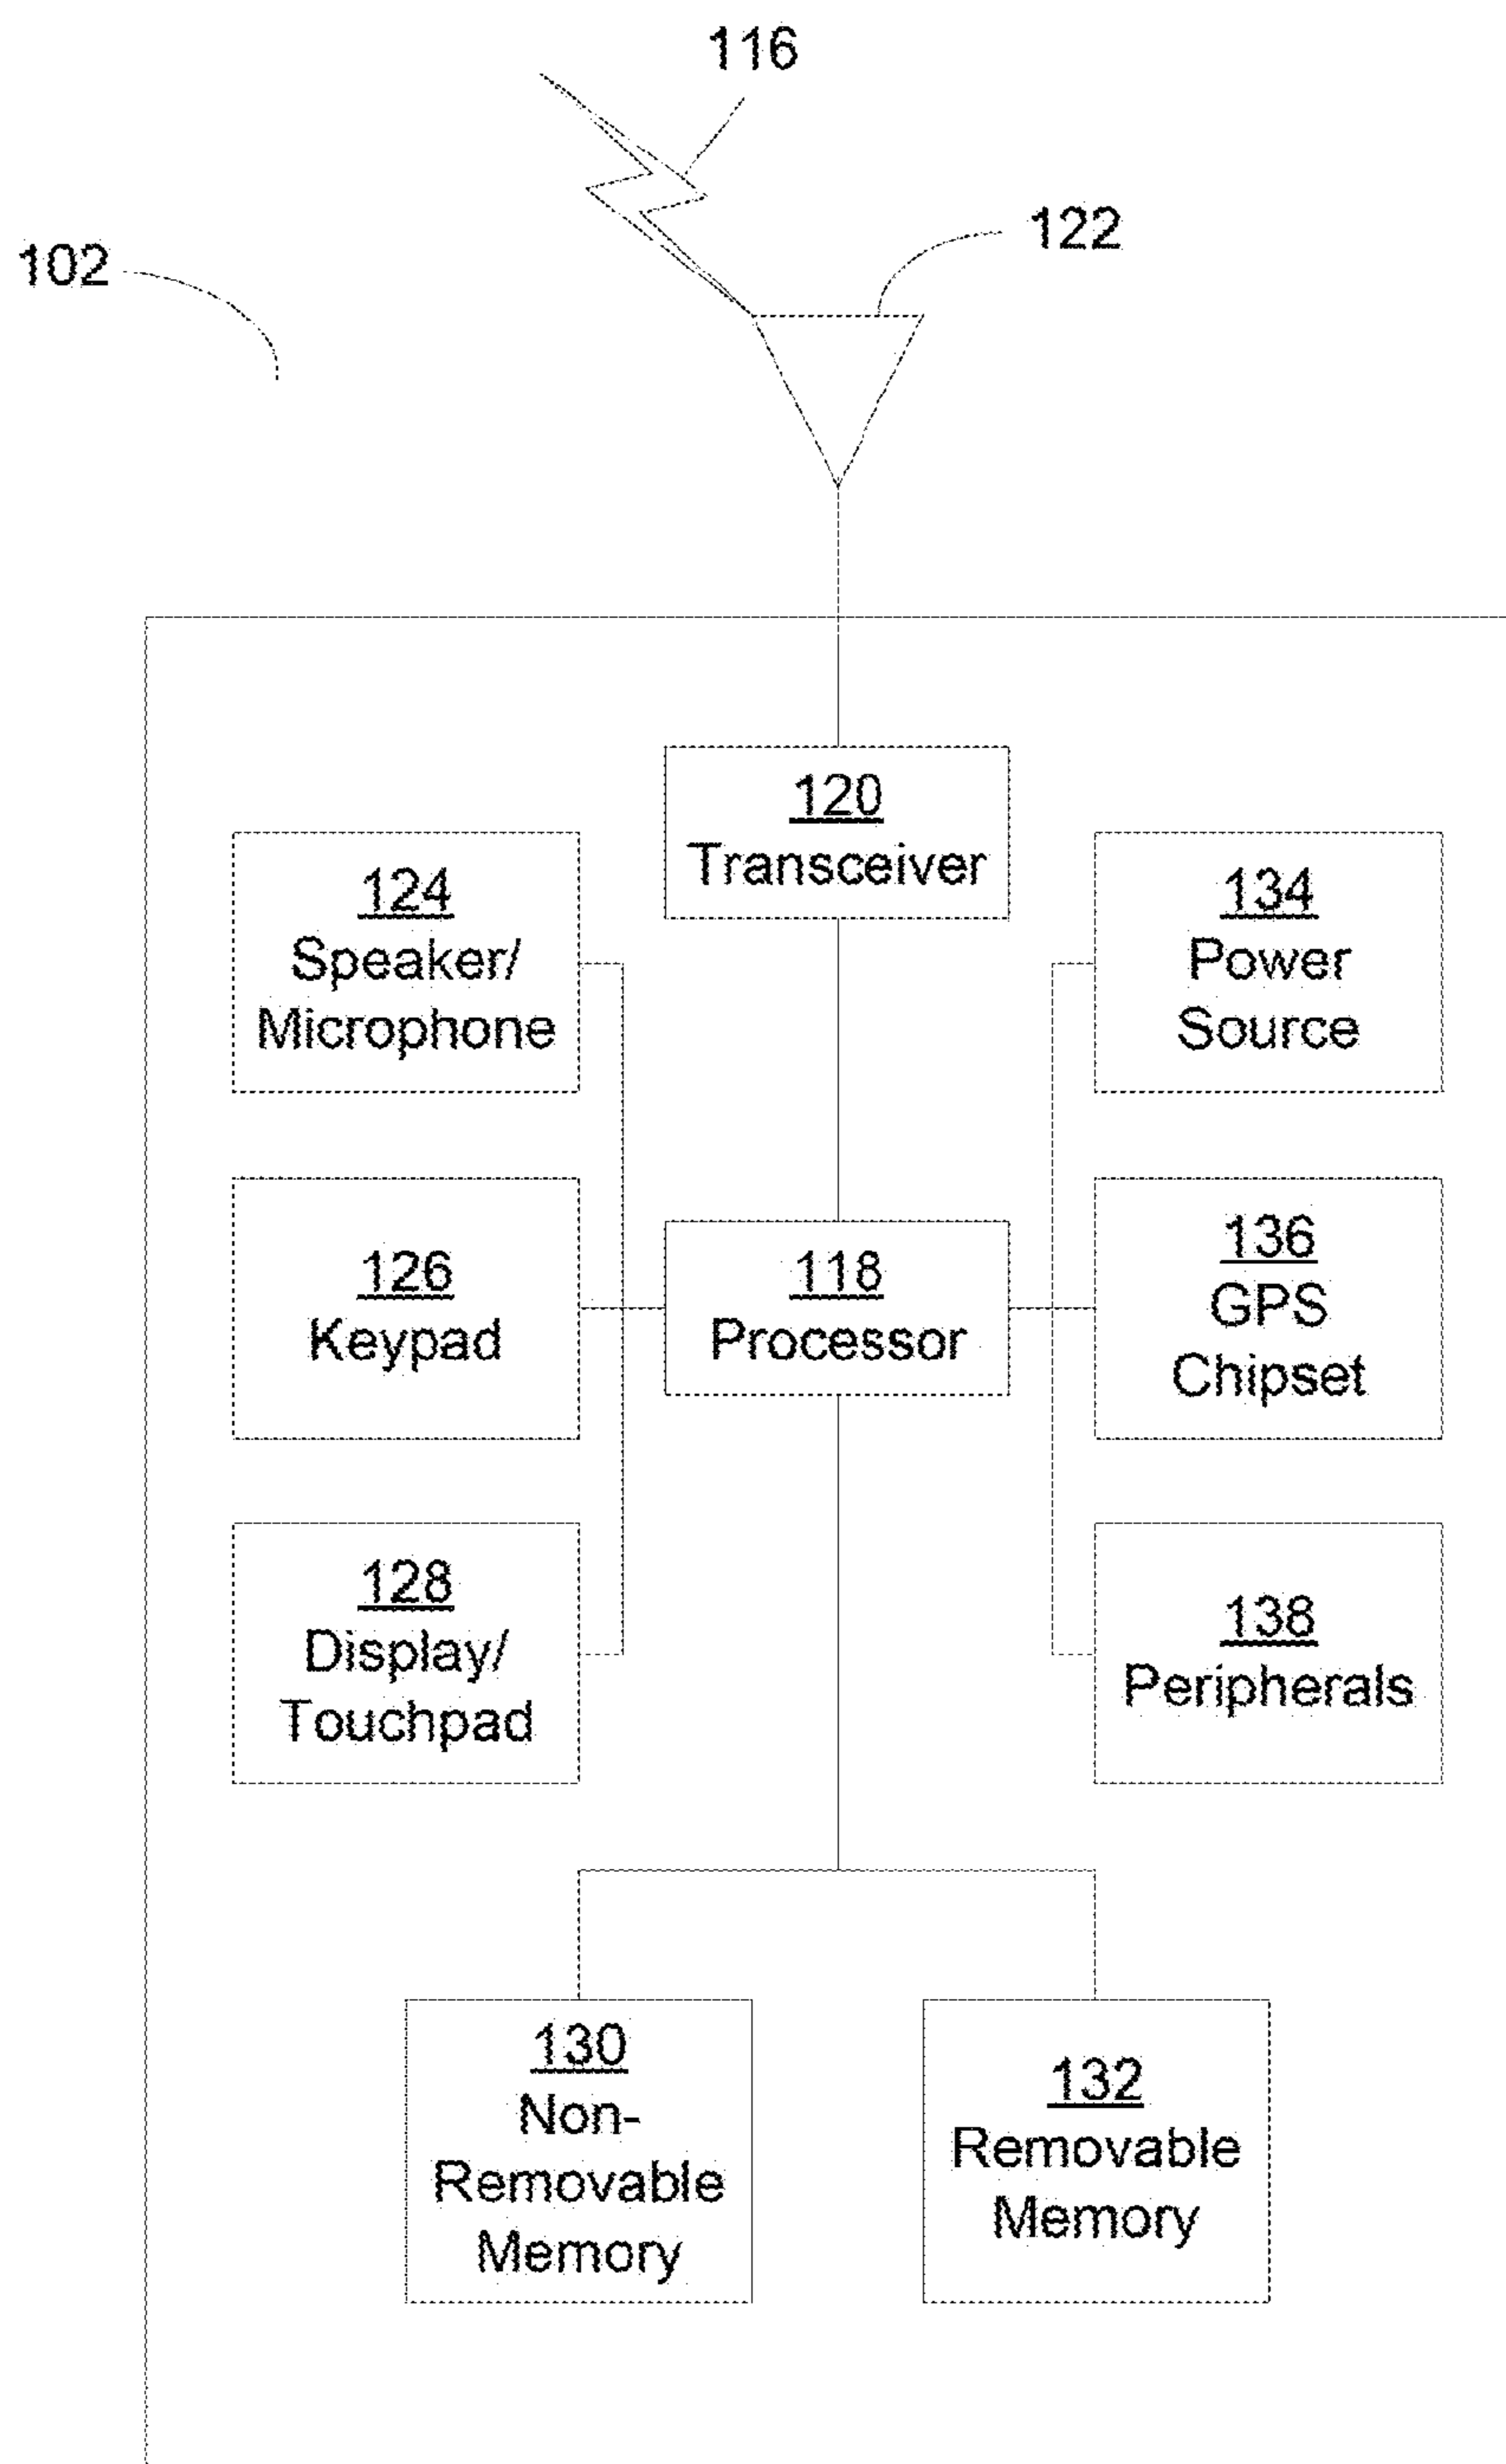 116
122
102
120
Transceiver
124
Speaker/
Microphone
134
Power
Source
126
Keypad
118
Processor
136
GPS
Chipset
128
Display/
Touchpad
138
Peripherals
130
Non-
Removable
Memory
132
Removable
Memory